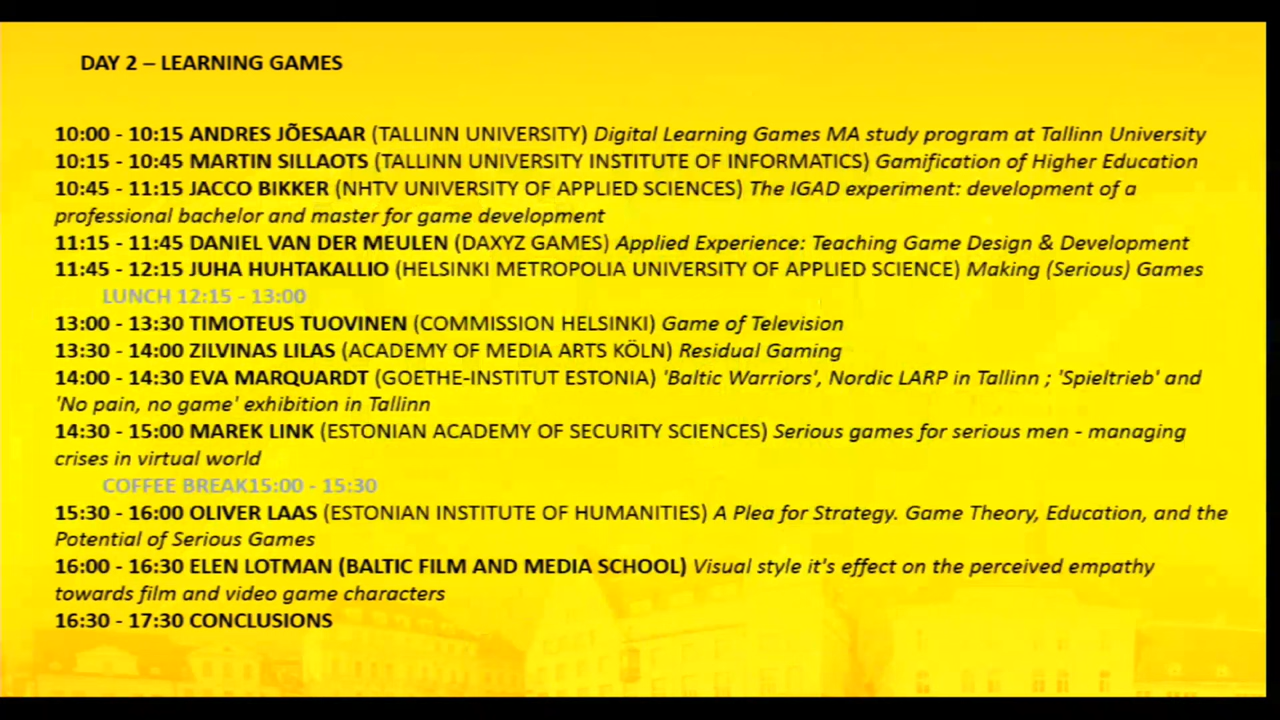 DAY 2 – LEARNING GAMES
10:00 - 10:15 ANDRES JÕESAAR (TALLINN UNIVERSITY) Digital Learning Games MA study program at Tallinn University
10:15 - 10:45 MARTIN SILLAOTS (TALLINN UNIVERSITY INSTITUTE OF INFORMATICS) Gamification of Higher Education
10:45 - 11:15 JACCO BIKKER (NHTV UNIVERSITY OF APPLIED SCIENCES) The IGAD experiment: development of a
professional bachelor and master for game development
11:15 - 11:45 DANIEL VAN DER MEULEN (DAXYZ GAMES) Applied Experience: Teaching Game Design & Development
11:45 - 12:15 JUHA HUHTAKALLIO (HELSINKI METROPOLIA UNIVERSITY OF APPLIED SCIENCE) Making (Serious) Games
LUNCH 12:15 - 13:00
13:00 - 13:30 TIMOTEUS TUOVINEN (COMMISSION HELSINKI) Game of Television
13:30 - 14:00 ZILVINAS LILAS (ACADEMY OF MEDIA ARTS KÖLN) Residual Gaming
14:00 - 14:30 EVA MARQUARDT (GOETHE-INSTITUT ESTONIA) 'Baltic Warriors', Nordic LARP in Tallinn ; 'Spieltrieb' and
'No pain, no game' exhibition in Tallinn
14:30 - 15:00 MAREK LINK (ESTONIAN ACADEMY OF SECURITY SCIENCES) Serious games for serious men - managing
crises in virtual world
COFFEE BREAK15:00 - 15:30
15:30 - 16:00 OLIVER LAAS (ESTONIAN INSTITUTE OF HUMANITIES) A Plea for Strategy. Game Theory, Education, and the
Potential of Serious Games
16:00 - 16:30 ELEN LOTMAN (BALTIC FILM AND MEDIA SCHOOL) Visual style it's effect on the perceived empathy
towards film and video game characters
16:30 - 17:30 CONCLUSIONS